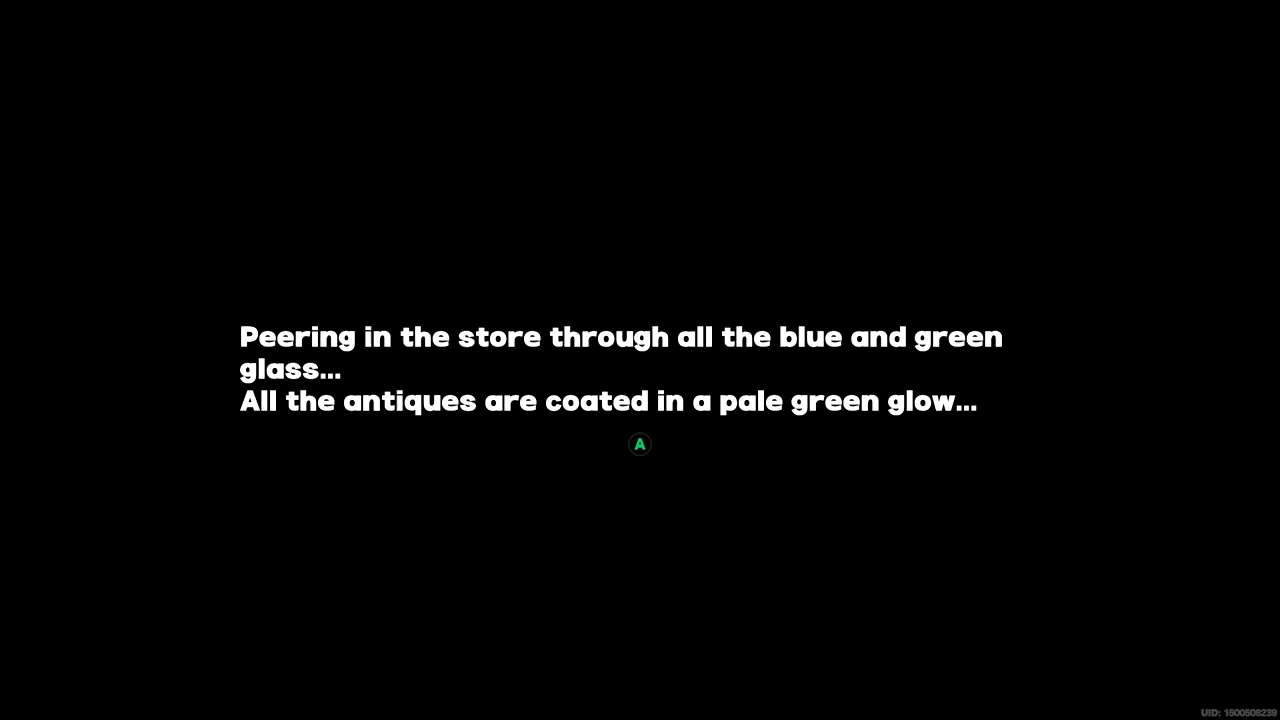 Peering in the store through all the blue and green
glass...
All the antiques are coated in a pale green glow...
A
UID: 1500508239